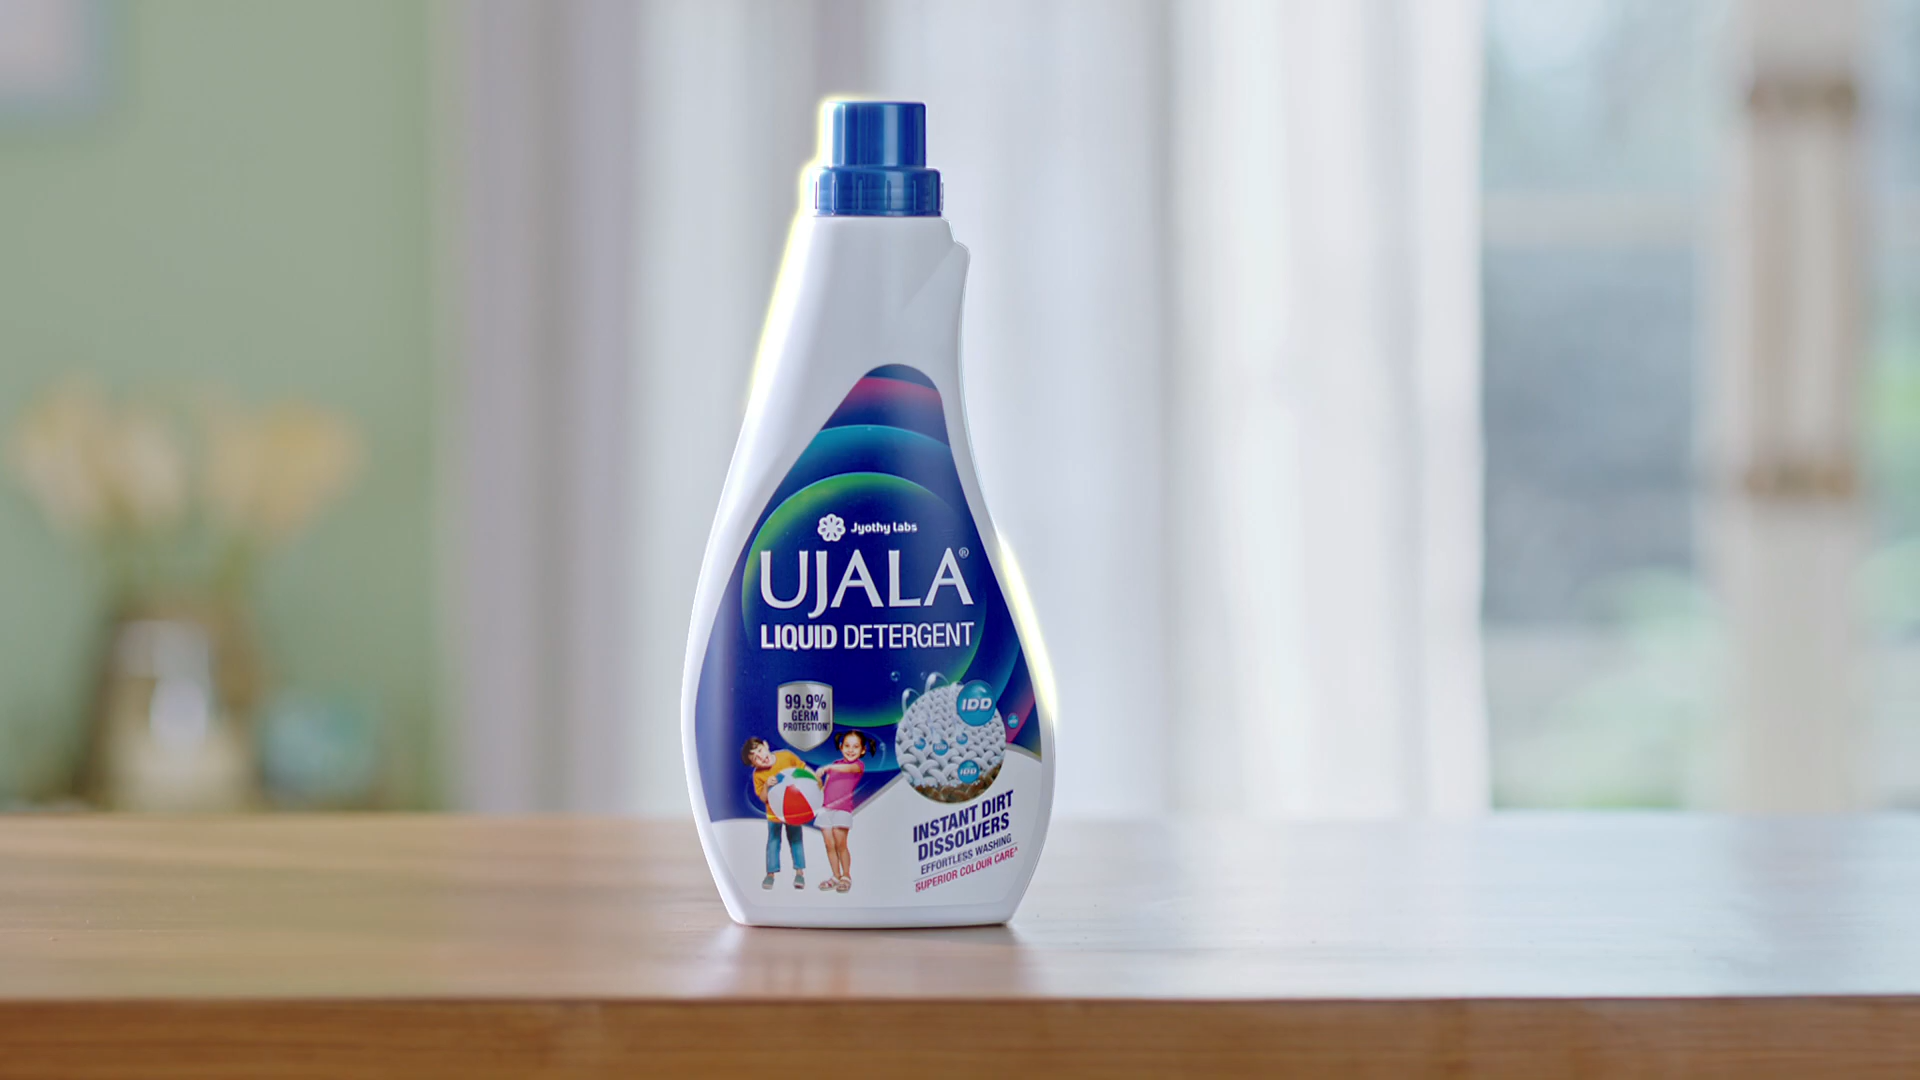 Jyothy labs
UJALA®
LIQUID DETERGENT
99.9%
GERM
PROTECTION
IDD
IDD
INSTANT DIRT
DISSOLVERS
EFFORTLESS WASHING
SUPERIOR COLOUR CARE*